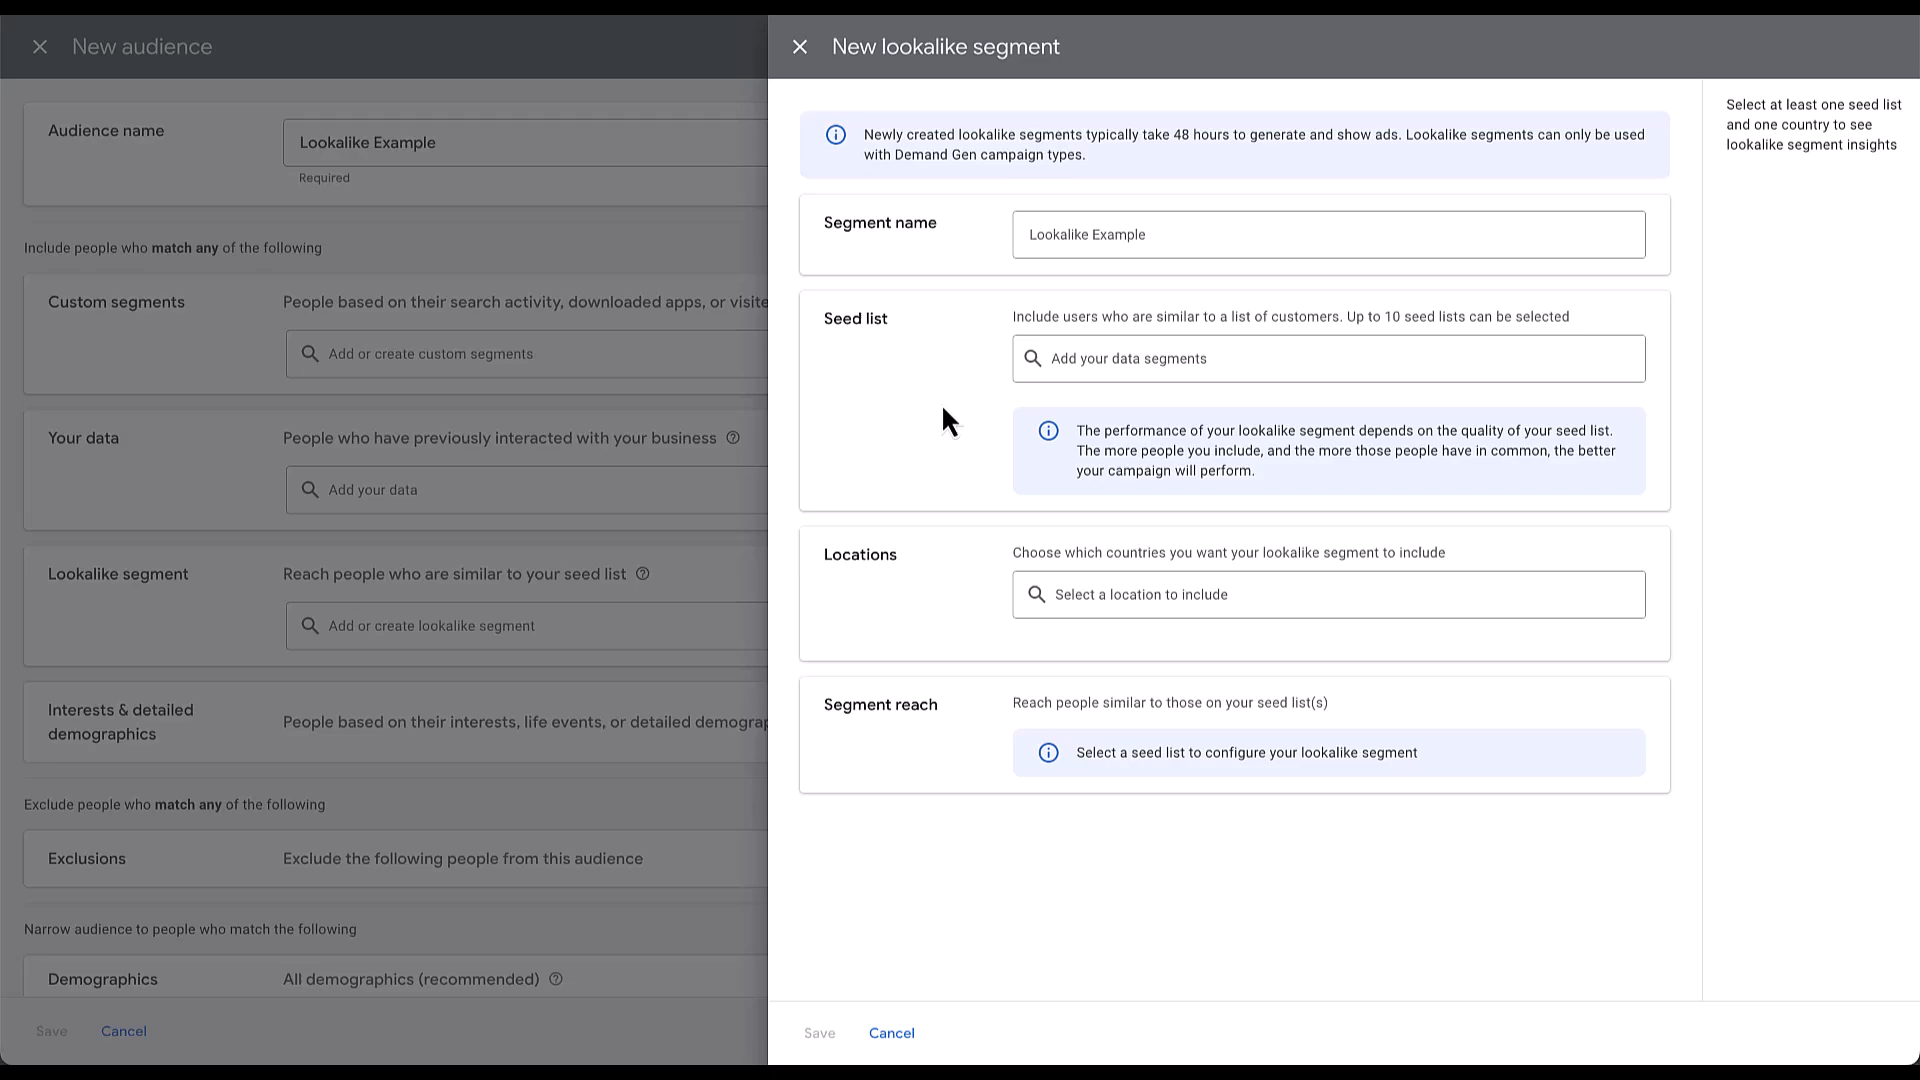 New audience
Audience name
Lookalike Example
Required
Include people who match any of the following
Custom segments
People based on their search activity, downloaded apps, or visite
Add or create custom segments
Your data
People who have previously interacted with your business
Add your data
Lookalike segment
Reach people who are similar to your seed list
Add or create lookalike segment
Interests & detailed
demographics
People based on their interests, life events, or detailed demograp
Exclude people who match any of the following
Exclusions
Exclude the following people from this audience
Narrow audience to people who match the following
Demographics
All demographics (recommended)
Save
Cancel
New lookalike segment
Newly created lookalike segments typically take 48 hours to generate and show ads. Lookalike segments can only be used
with Demand Gen campaign types.
Segment name
Lookalike Example
Seed list
Include users who are similar to a list of customers. Up to 10 seed lists can be selected
Add your data segments
The performance of your lookalike segment depends on the quality of your seed list.
The more people you include, and the more those people have in common, the better
your campaign will perform.
Locations
Choose which countries you want your lookalike segment to include
Select a location to include
Segment reach
Reach people similar to those on your seed list(s)
Select a seed list to configure your lookalike segment
Save
Cancel
Select at least one seed list
and one country to see
lookalike segment insights